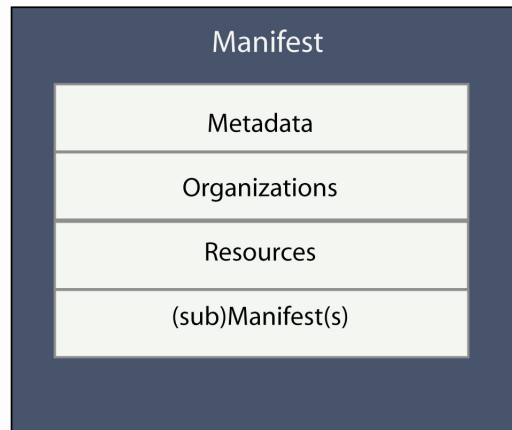 Manifest
Metadata
Organizations
Resources
(sub)Manifest(s)